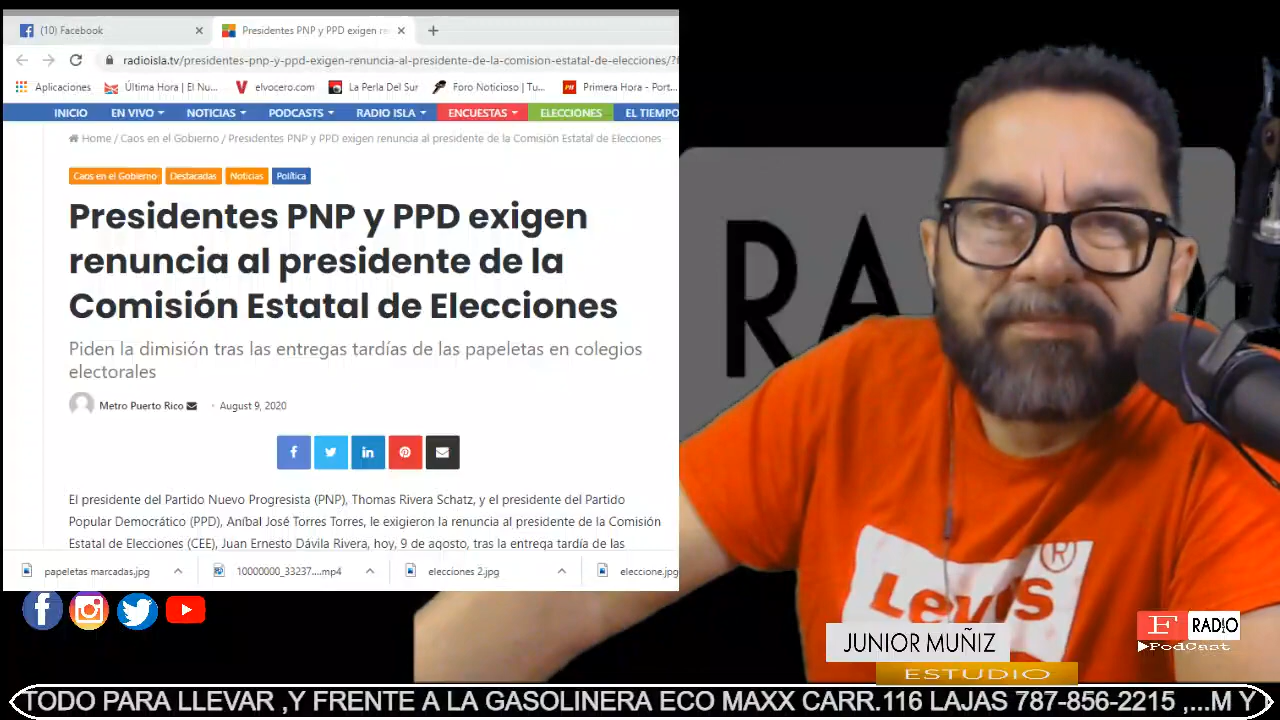 (10) Facebook
Presidentes PNP y PPD exigen re
radioisla.tv/presidentes-pnp-y-ppd-exigen-renuncia-al-presidente-de-la-comision-estatal-de-elecciones/?f
Aplicaciones
Última Hora | El Nu...
elvocero.com
La Perla Del Sur
Foro Noticioso | Tu...
Primera Hora - Port...
INICIO
EN VIVO
NOTICIAS
PODCASTS
RADIO ISLA
ENCUESTAS
ELECCIONES
EL TIEMPO
Home / Caos en el Gobierno / Presidentes PNP y PPD exigen renuncia al presidente de la Comisión Estatal de Elecciones
Caos en el Gobierno
Destacadas
Noticias
Política
Presidentes PNP y PPD exigen
renuncia al presidente de la
Comisión Estatal de Elecciones
Piden la dimisión tras las entregas tardías de las papeletas en colegios
electorales
Metro Puerto Rico
August 9, 2020
El presidente del Partido Nuevo Progresista (PNP), Thomas Rivera Schatz, y el presidente del Partido
Popular Democrático (PPD), Aníbal José Torres Torres, le exigieron la renuncia al presidente de la Comisión
Estatal de Elecciones (CEE), Juan Ernesto Dávila Rivera, hoy, 9 de agosto, tras la entrega tardía de las
papeletas marcadas.jpg
10000000_33237....mp4
elecciones 2.jpg
eleccione.jpg
RA
Levi's
®
JUNIOR MUÑIZ
ESTUDIO
F RADIO
PodCast
TODO PARA LLEVAR ,Y FRENTE A LA GASOLINERA ECO MAXX CARR.116 LAJAS 787-856-2215 ,...M Y